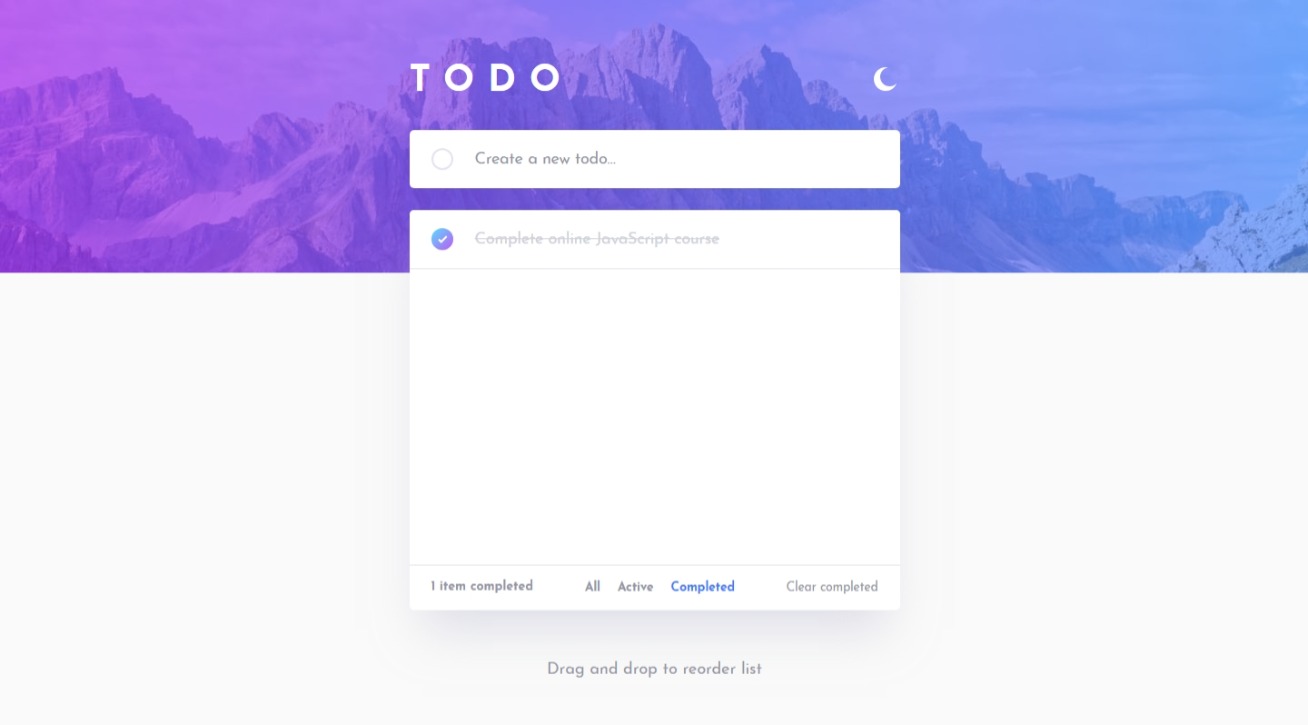 TODO
Create a new todo...
Complete online JavaScript course
1 item completed All Active Completed Clear completed
Drag and drop to reorder list